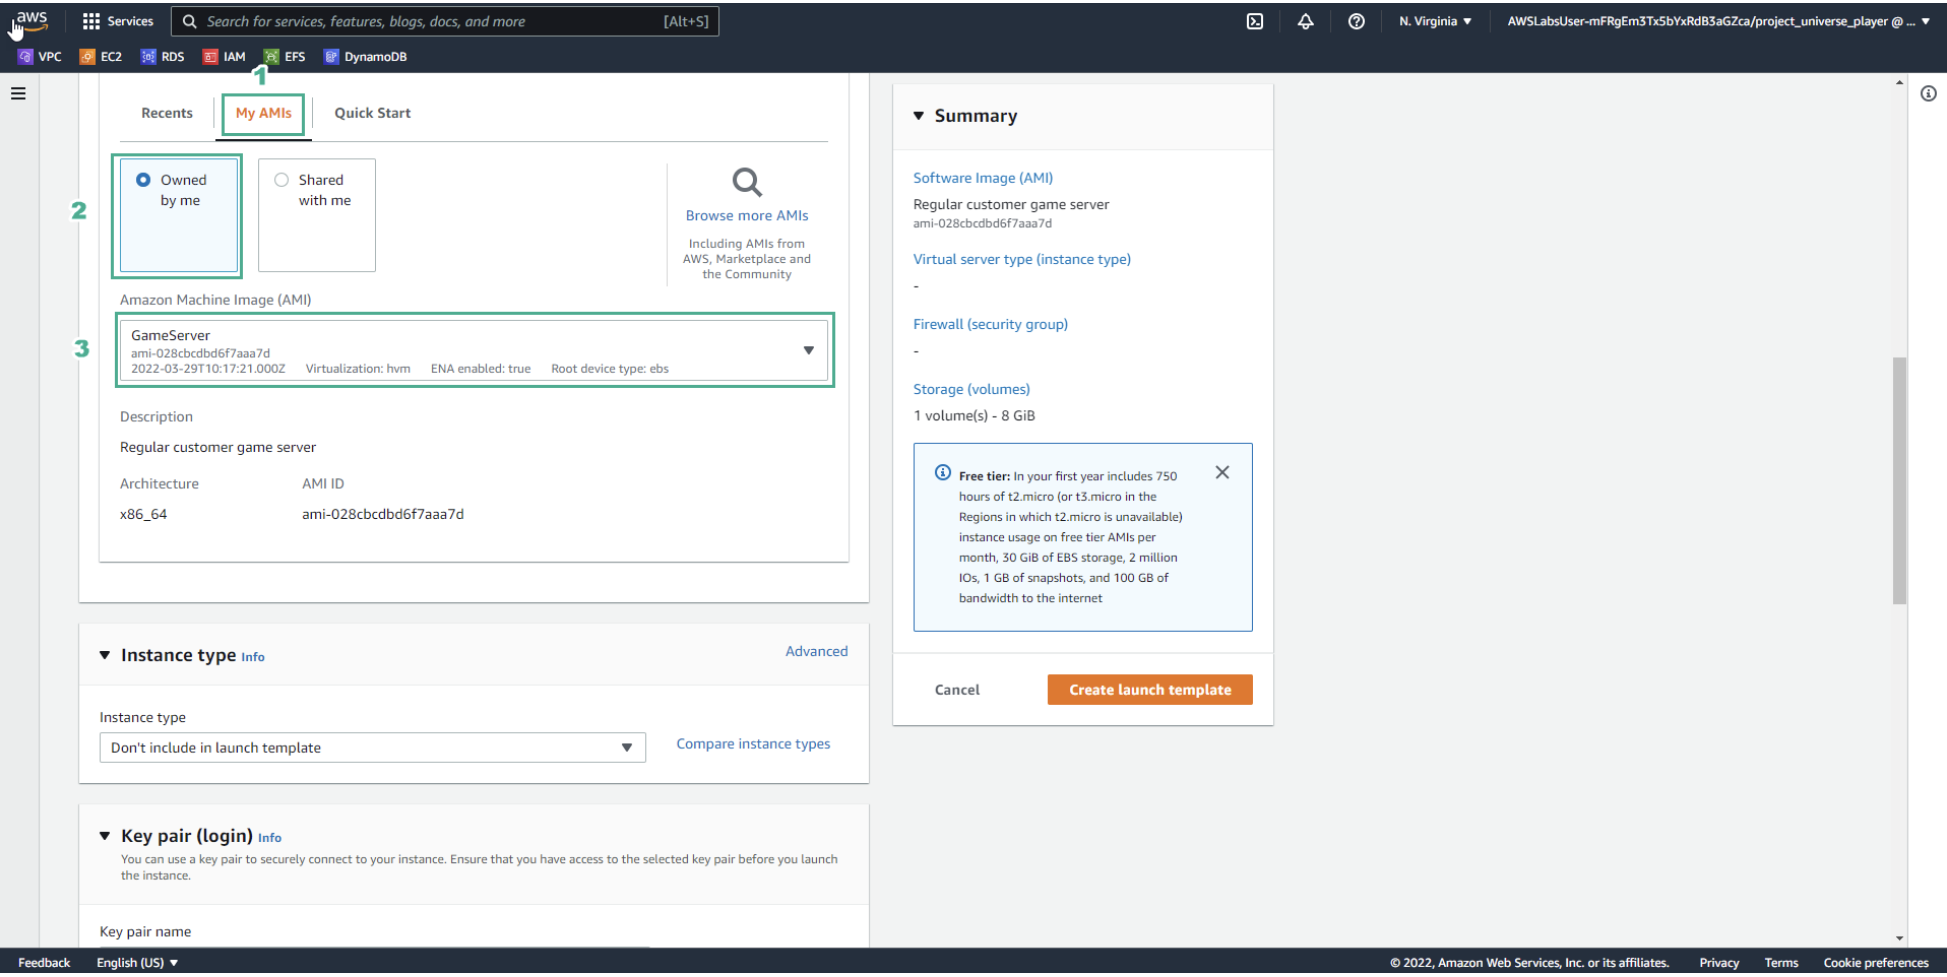 aws
Services
Search for services, features, blogs, docs, and more [Alt+S]
N. Virginia
AWSLabsUser-mFRgEm3Tx5bYxRdB3aGZca/project_universe_player @ ...
VPC EC2 RDS IAM EFS DynamoDB
1
Recents
My AMIs
Quick Start
2
Owned
by me
Shared
with me
Browse more AMIs
Including AMIs from
AWS, Marketplace and
the Community
Amazon Machine Image (AMI)
3
GameServer
ami-028cbcdbd6f7aaa7d
2022-03-29T10:17:21.000Z Virtualization: hvm ENA enabled: true Root device type: ebs
Description
Regular customer game server
Architecture AMI ID
x86_64 ami-028cbcdbd6f7aaa7d
Instance type Info
Advanced
Instance type
Don't include in launch template
Compare instance types
Key pair (login) Info
You can use a key pair to securely connect to your instance. Ensure that you have access to the selected key pair before you launch
the instance.
Key pair name
Summary
Software Image (AMI)
Regular customer game server
ami-028cbcdbd6f7aaa7d
Virtual server type (instance type)
-
Firewall (security group)
-
Storage (volumes)
1 volume(s) - 8 GiB
Free tier: In your first year includes 750
hours of t2.micro (or t3.micro in the
Regions in which t2.micro is unavailable)
instance usage on free tier AMIs per
month, 30 GiB of EBS storage, 2 million
IOs, 1 GB of snapshots, and 100 GB of
bandwidth to the internet
Cancel
Create launch template
Feedback English (US)
© 2022, Amazon Web Services, Inc. or its affiliates. Privacy Terms Cookie preferences